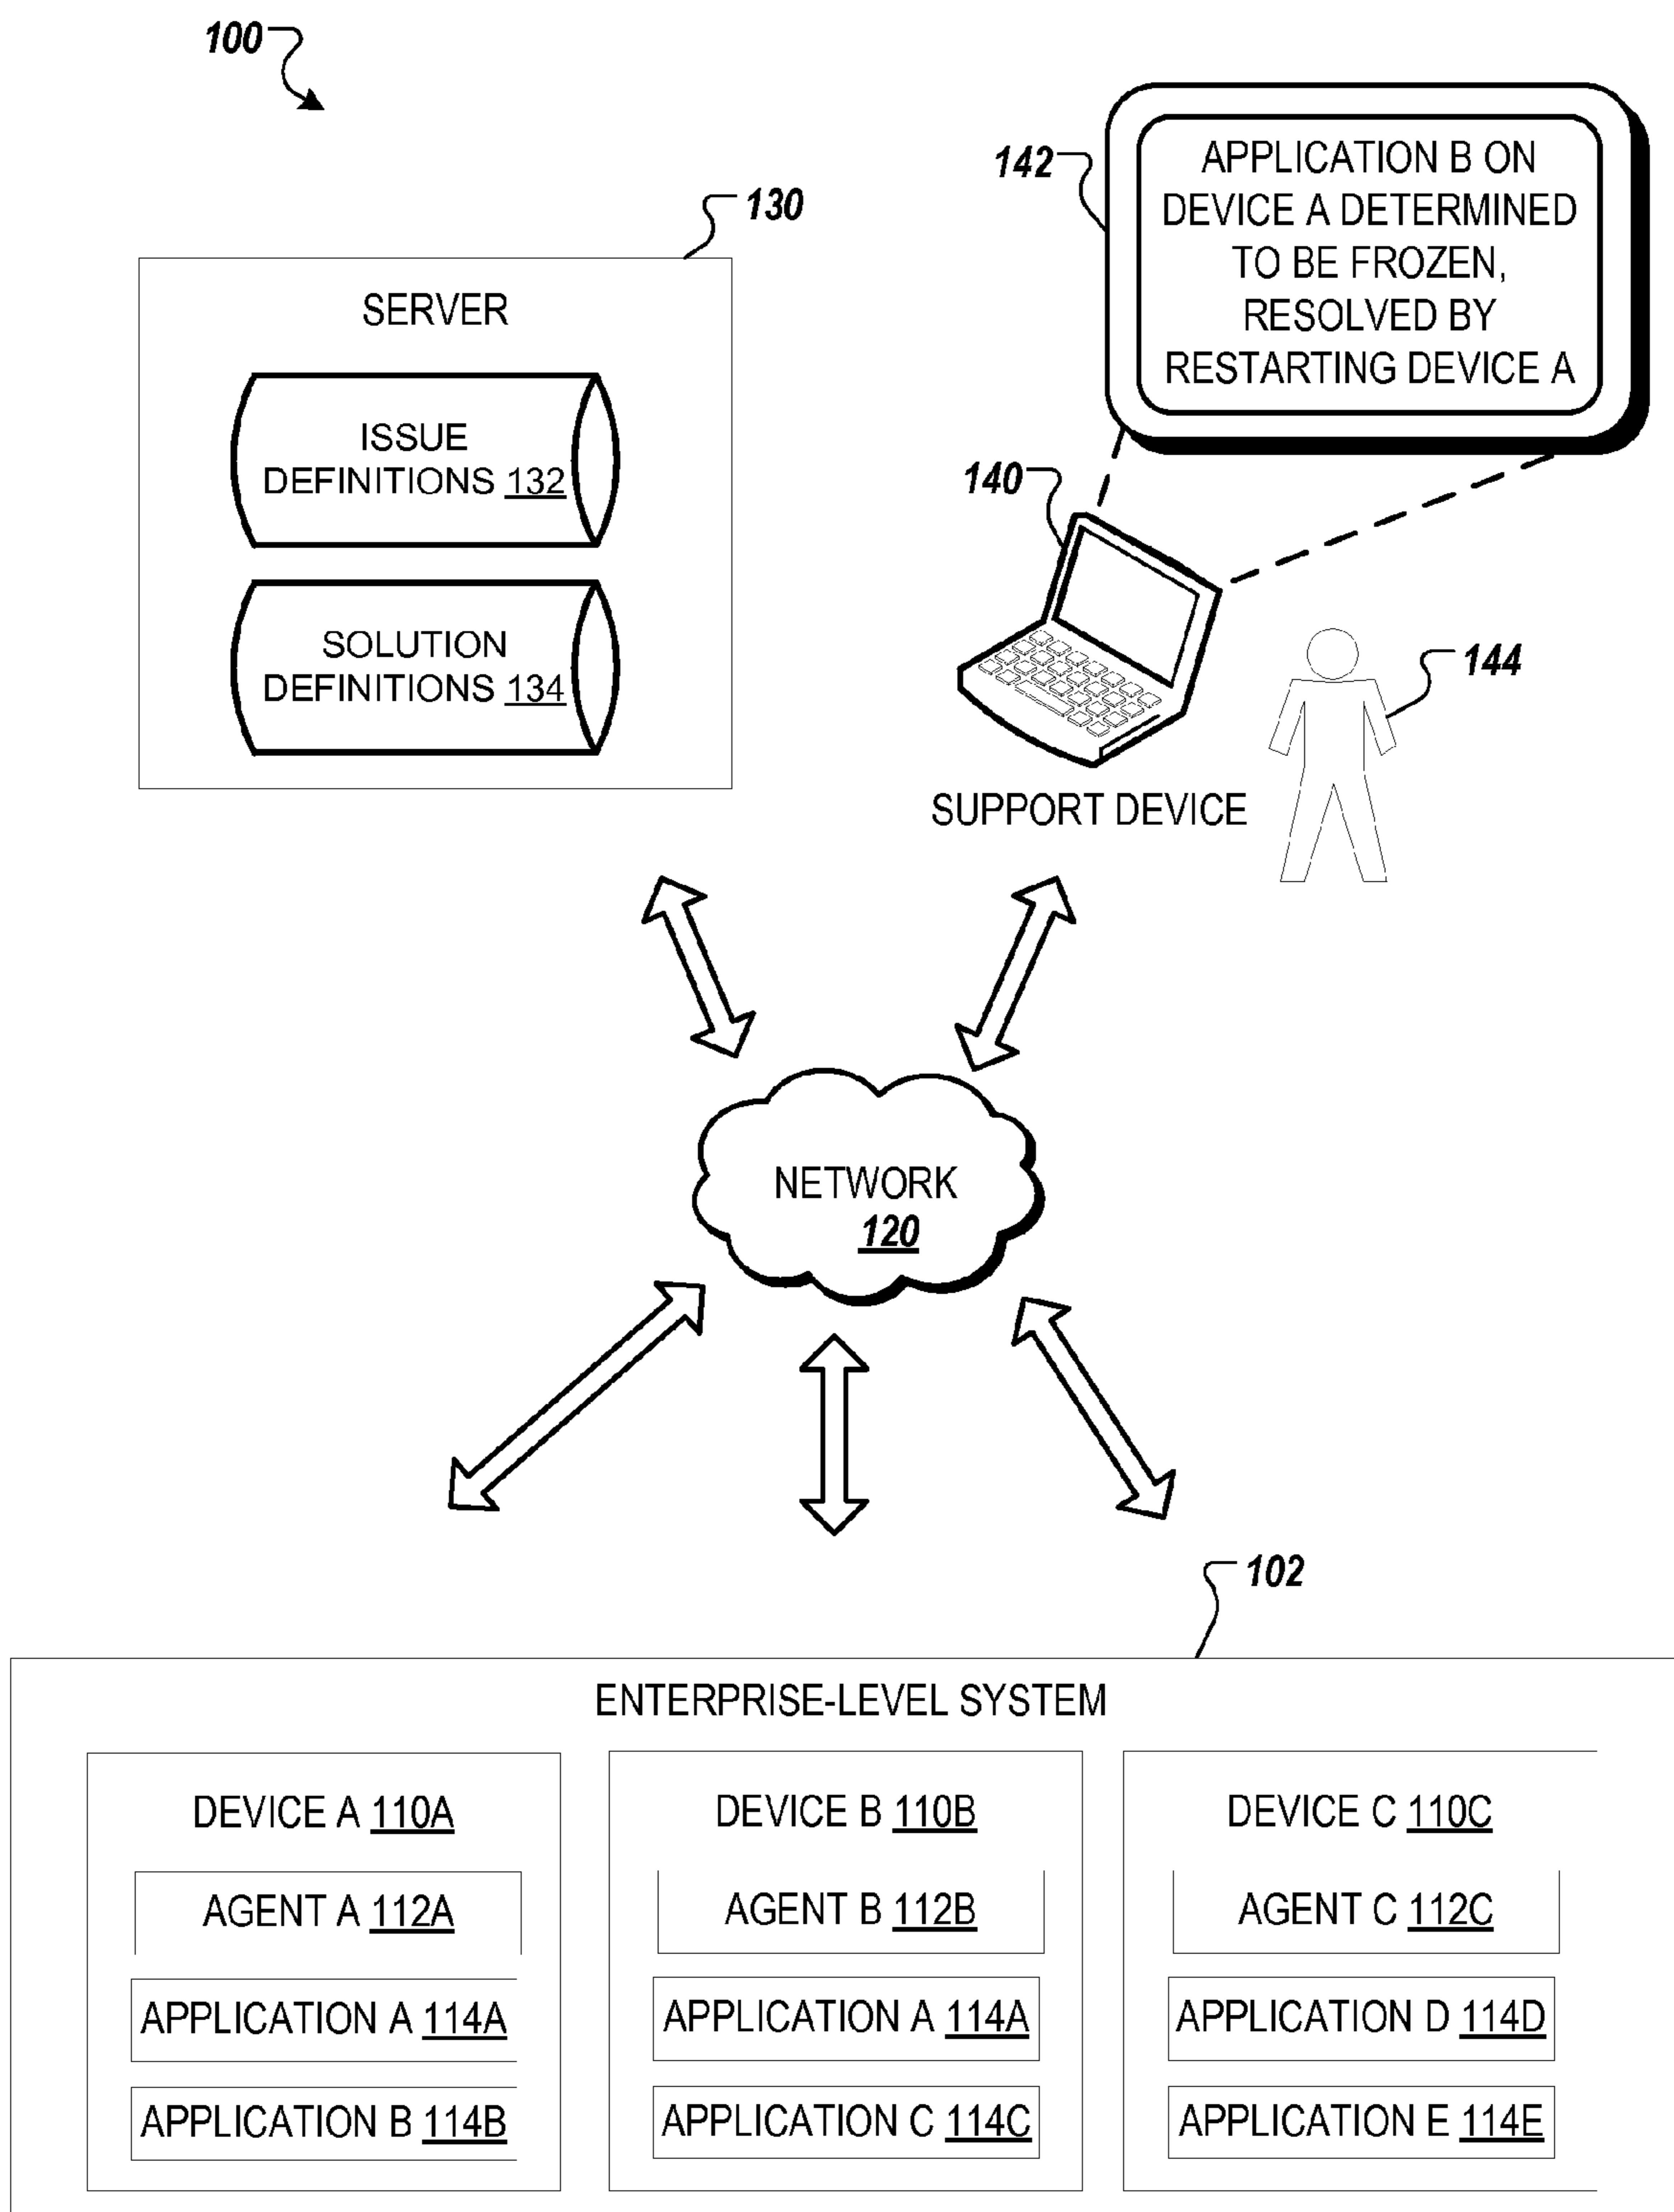 100
130
SERVER
ISSUE
DEFINITIONS 132
SOLUTION
DEFINITIONS 134
142
APPLICATION B ON
DEVICE A DETERMINED
TO BE FROZEN,
RESOLVED BY
RESTARTING DEVICE A
140
144
SUPPORT DEVICE
NETWORK
120
102
ENTERPRISE-LEVEL SYSTEM
DEVICE A 110A
AGENT A 112A
APPLICATION A 114A
APPLICATION B 114B
DEVICE B 110B
AGENT B 112B
APPLICATION A 114A
APPLICATION C 114C
DEVICE C 110C
AGENT C 112C
APPLICATION D 114D
APPLICATION E 114E